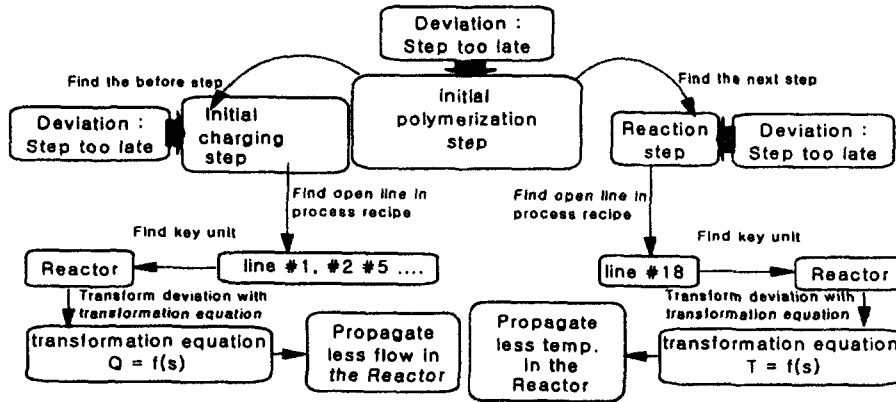 Deviation :
Step too late
Find the before step
Find the next step
Initial
polymerization
step
Deviation :
Step too late
Initial
charging
step
Reaction
step
Deviation :
Step too late
Find open line in
process recipe
Find open line in
process recipe
Find key unit
Find key unit
Reactor
line #1, #2 #5 ....
line #18
Reactor
Transform deviation with
transformation equation
Transform deviation with
transformation equation
transformation equation
Q = f(s)
Propagate
less flow in
the Reactor
Propagate
less temp.
In the
Reactor
transformation equation
T = f(s)